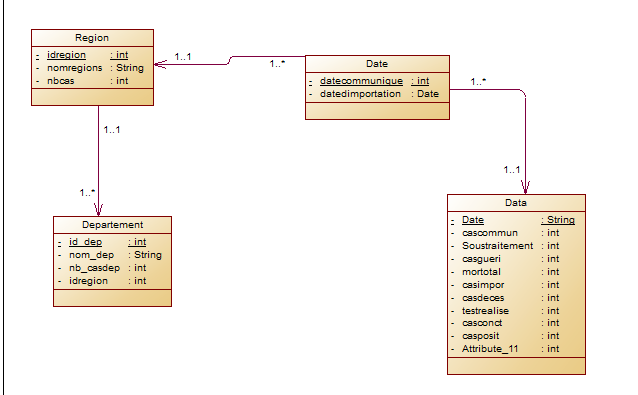 Region
- idregion : int
- nomregions : String
- nbcas : int
1..1
1..*
Date
- datecommunique : int
- datedimportation : Date
1..*
1..1
1..1
1..*
Departement
- id_dep : int
- nom_dep : String
- nb_casdep : int
- idregion : int
Data
- Date : String
- cascommun : int
- Soustraitement : int
- casgueri : int
- mortotal : int
- casimpor : int
- casdeces : int
- testrealise : int
- casconct : int
- casposit : int
- Attribute_11 : int